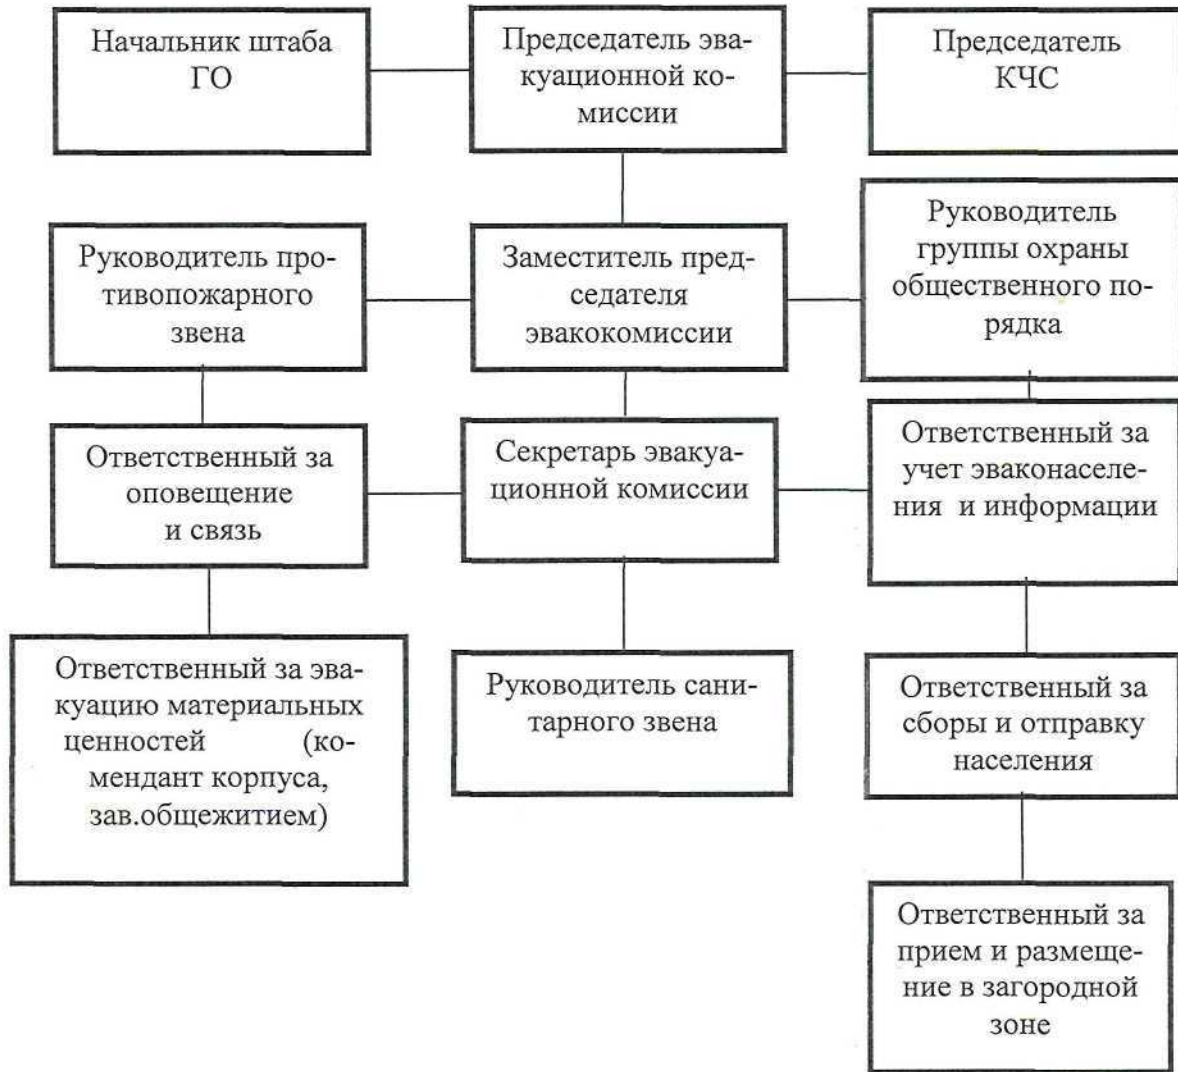 Начальник штаба
ГО
Председатель эва-
куационной ко-
миссии
Председатель
КЧС
Руководитель про-
тивопожарного
звена
Заместитель пред-
седателя
эвакокомиссии
Руководитель
группы охраны
общественного по-
рядка
Ответственный за
оповещение
и связь
Секретарь эвакуа-
ционной комиссии
Ответственный за
учет эваконаселе-
ния и информации
Ответственный за эва-
куацию материальных
ценностей (ко-
мендант корпуса,
зав.общежитием)
Руководитель сани-
тарного звена
Ответственный за
сборы и отправку
населения
Ответственный за
прием и размеще-
ние в загородной
зоне